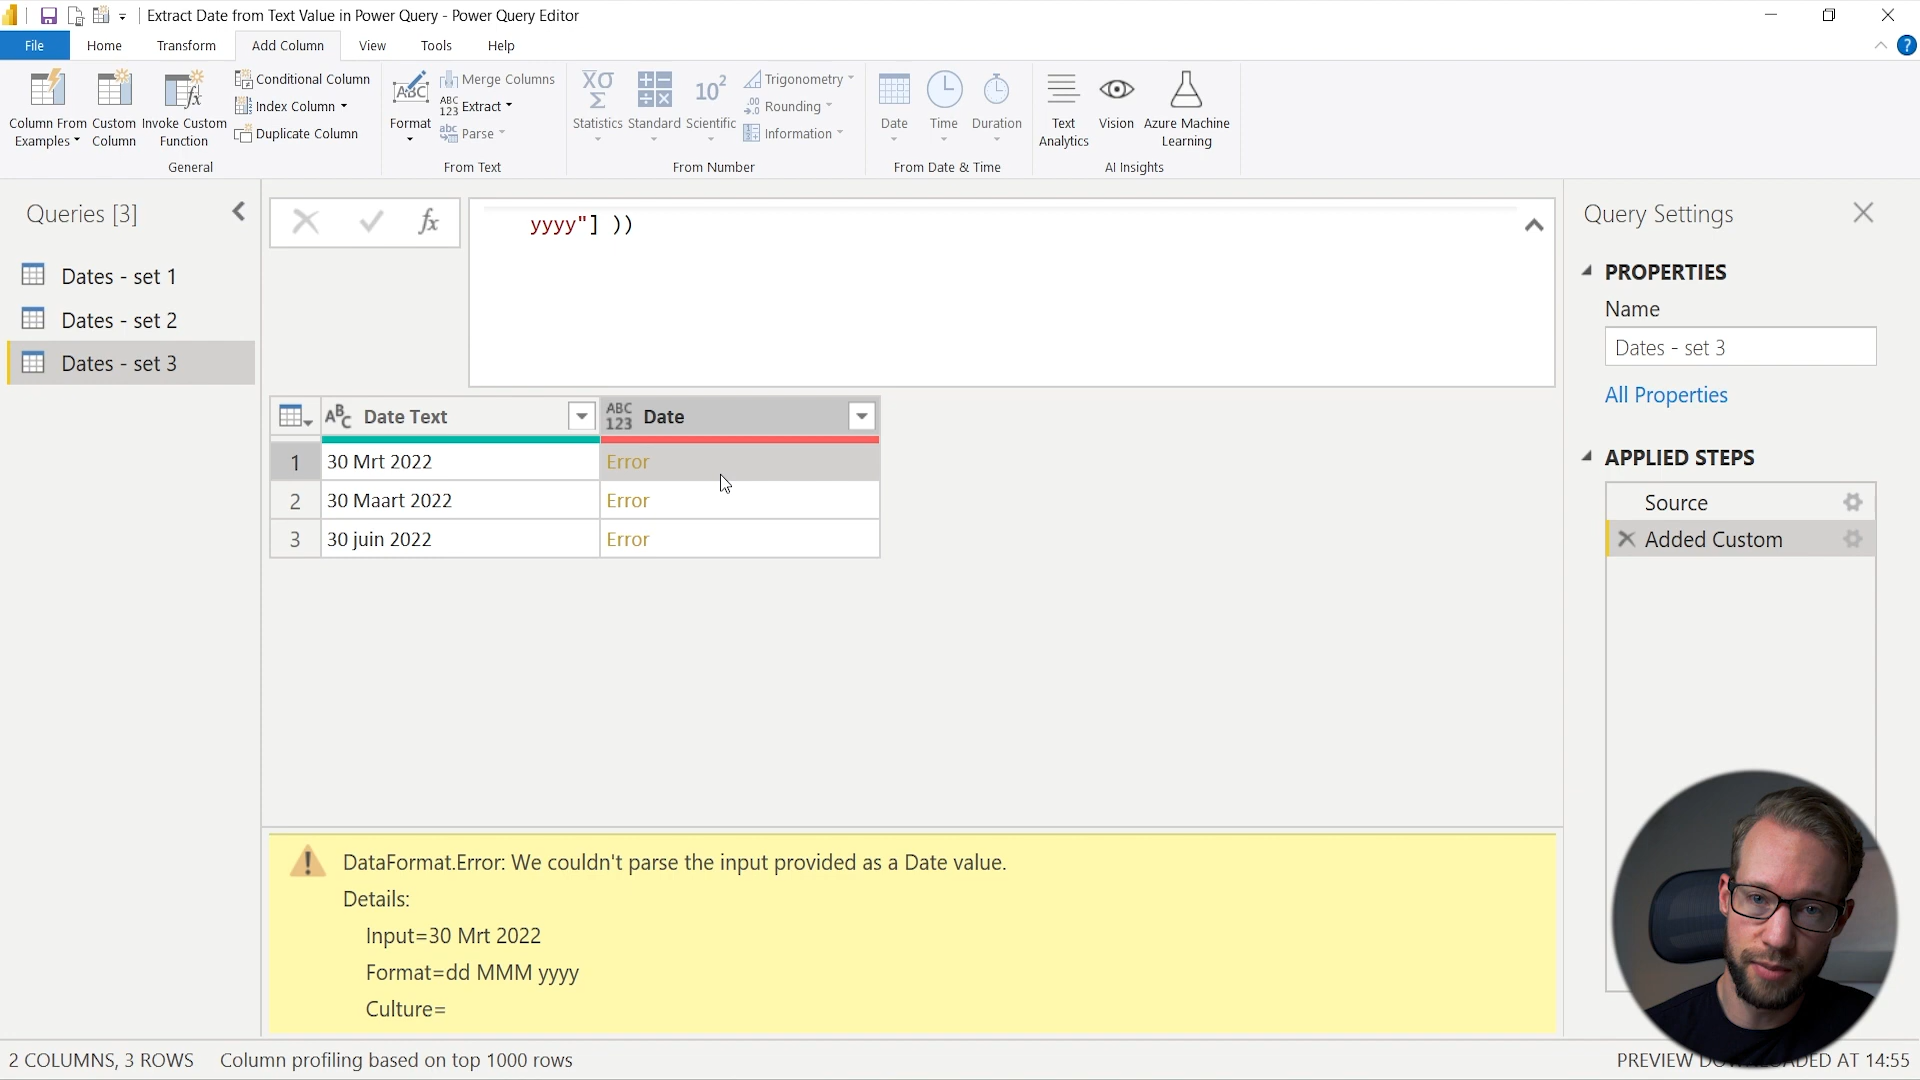 Extract Date from Text Value in Power Query - Power Query Editor
File Home Transform Add Column View Tools Help
Column From Examples
Custom Column
Invoke Custom Function
Conditional Column
Index Column
Duplicate Column
General
Format
Merge Columns
Extract
Parse
From Text
Statistics
Standard
Scientific
Trigonometry
Rounding
Information
From Number
Date
Time
Duration
From Date & Time
Text Analytics
Vision
Azure Machine Learning
AI Insights
Queries [3]
Dates - set 1
Dates - set 2
Dates - set 3
fx
yyyy"] ))
Date Text
ABC 123 Date
1 30 Mrt 2022 Error
2 30 Maart 2022 Error
3 30 juin 2022 Error
DataFormat.Error: We couldn't parse the input provided as a Date value.
Details:
Input=30 Mrt 2022
Format=dd MMM yyyy
Culture=
Query Settings
PROPERTIES
Name
Dates - set 3
All Properties
APPLIED STEPS
Source
Added Custom
2 COLUMNS, 3 ROWS Column profiling based on top 1000 rows
PREVIEW AT 14:55